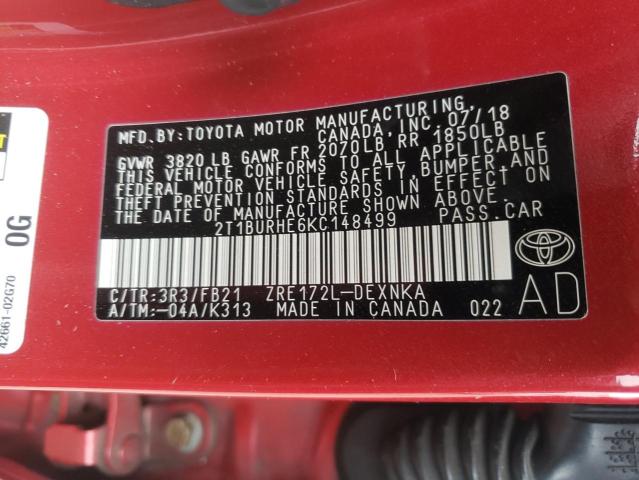 MFD.BY:TOYOTA MOTOR MANUFACTURING,
CANADA, INC. 07/18
GVWR 3820 LB GAWR FR 2070LB RR 1850LB
THIS VEHICLE CONFORMS TO ALL APPLICABLE
FEDERAL MOTOR VEHICLE SAFETY, BUMPER, AND
THEFT PREVENTION STANDARDS IN EFFECT ON
THE DATE OF MANUFACTURE SHOWN ABOVE.
2T1BURHE6KC148499 PASS.CAR
C/TR:3R3/FB21 ZRE172L-DEXNKA
A/TM:-04A/K313 MADE IN CANADA 022
AD
0G
42661-02G70